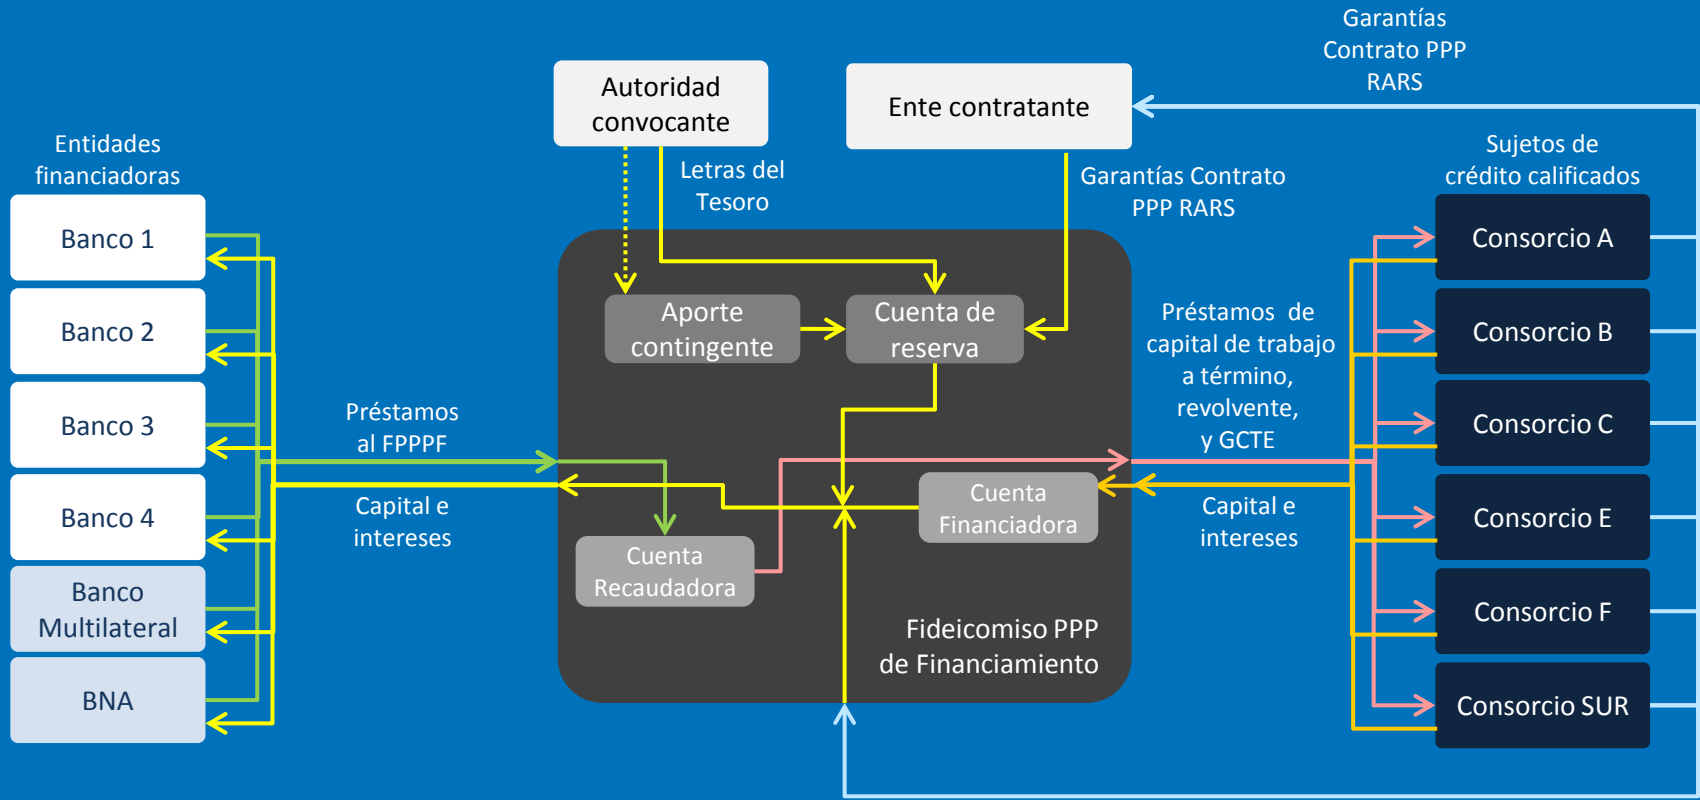 Garantías
Contrato PPP
RARS
Autoridad
convocante
Ente contratante
Entidades
financiadoras
Letras del
Tesoro
Garantías Contrato
PPP RARS
Sujetos de
crédito calificados
Banco 1
Banco 2
Banco 3
Banco 4
Banco
Multilateral
BNA
Préstamos
al FPPPF
Capital e
intereses
Aporte
contingente
Cuenta de
reserva
Cuenta
Financiadora
Cuenta
Recaudadora
Fideicomiso PPP
de Financiamiento
Préstamos de
capital de trabajo
a término,
revolvente,
y GCTE
Capital e
intereses
Consorcio A
Consorcio B
Consorcio C
Consorcio E
Consorcio F
Consorcio SUR